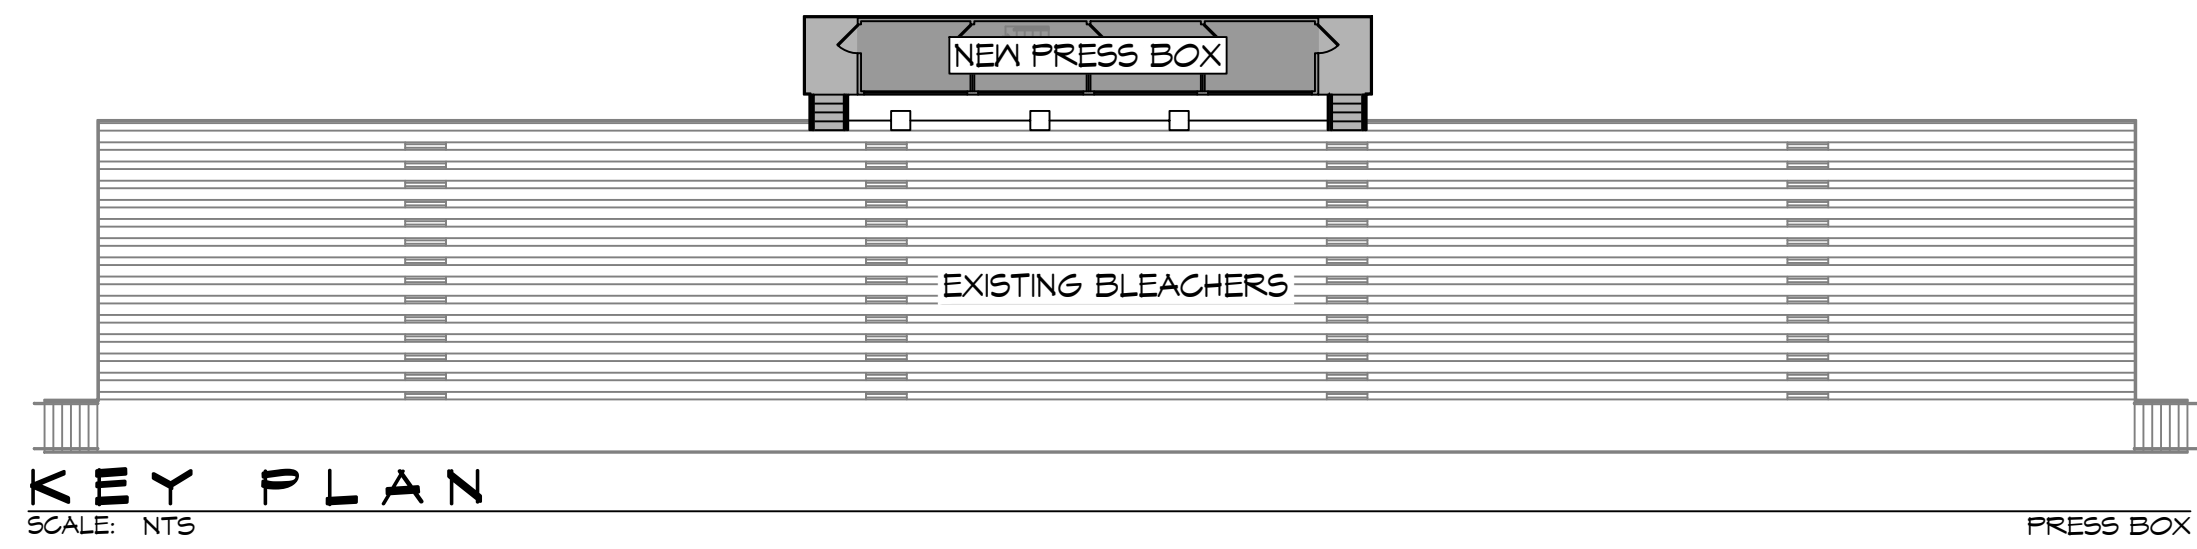 NEW PRESS BOX
EXISTING BLEACHERS
KEY PLAN
SCALE: NTS
PRESS BOX